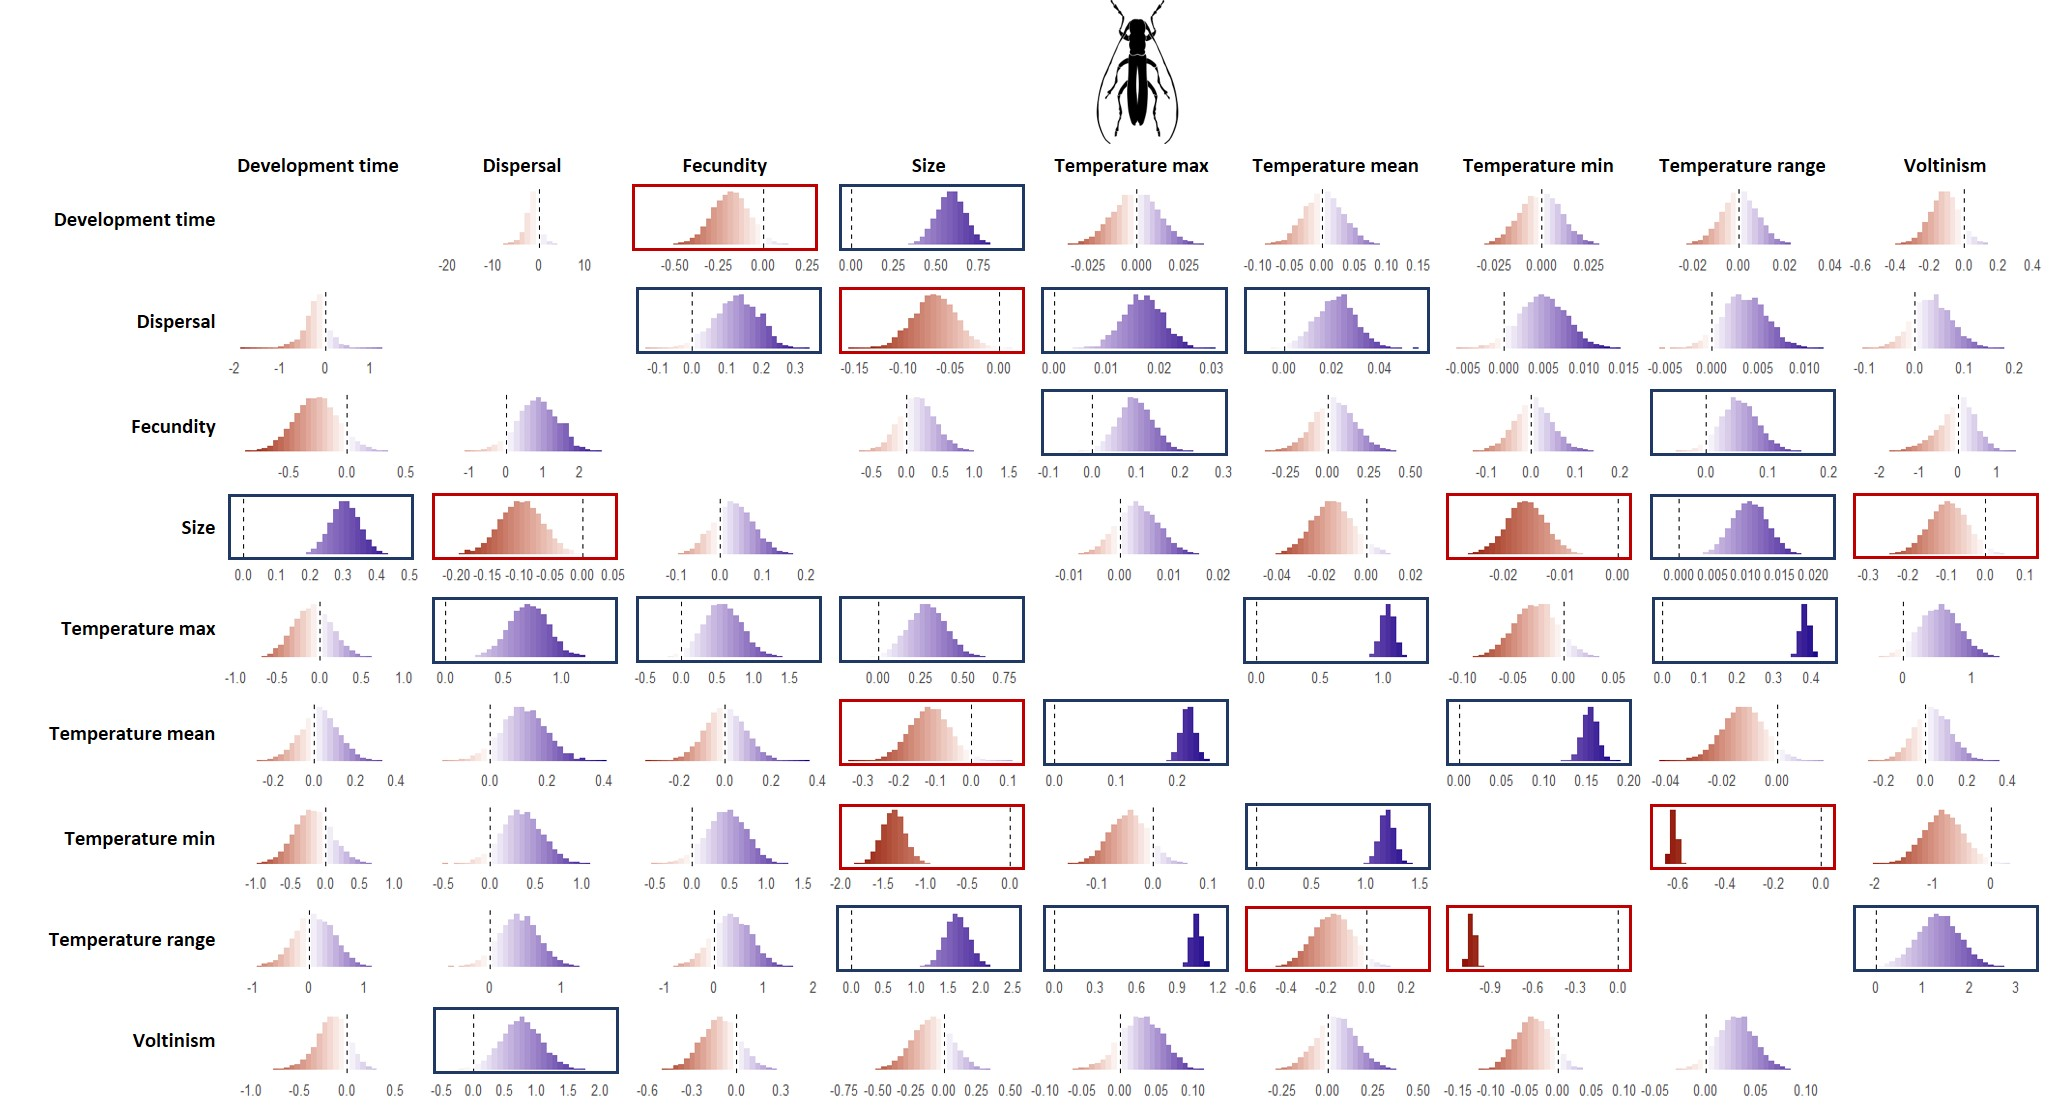 Development time Dispersal Fecundity Size Temperature max Temperature mean Temperature min Temperature range Voltinism
Development time
-20 -10 0 10 -0.50 -0.25 0.00 0.25 0.00 0.25 0.50 0.75 -0.025 0.000 0.025 -0.10 -0.05 0.00 0.05 0.10 0.15 -0.025 0.000 0.025 -0.02 0.00 0.02 0.04 -0.6 -0.4 -0.2 0.0 0.2 0.4
Dispersal
-2 -1 0 1 -0.1 0.0 0.1 0.2 0.3 -0.15 -0.10 -0.05 0.00 0.00 0.01 0.02 0.03 0.00 0.02 0.04 -0.005 0.000 0.005 0.010 0.015 -0.005 0.000 0.005 0.010 -0.1 0.0 0.1 0.2
Fecundity
-0.5 0.0 0.5 -1 0 1 2 -0.5 0.0 0.5 1.0 1.5 -0.1 0.0 0.1 0.2 0.3 -0.25 0.00 0.25 0.50 -0.1 0.0 0.1 0.2 0.0 0.1 0.2 -2 -1 0 1
Size
0.0 0.1 0.2 0.3 0.4 0.5 -0.20 -0.15 -0.10 -0.05 0.00 0.05 -0.1 0.0 0.1 0.2 -0.01 0.00 0.01 0.02 -0.04 -0.02 0.00 0.02 -0.02 -0.01 0.00 0.000 0.005 0.010 0.015 0.020 -0.3 -0.2 -0.1 0.0 0.1
Temperature max
-1.0 -0.5 0.0 0.5 1.0 0.0 0.5 1.0 -0.5 0.0 0.5 1.0 1.5 0.00 0.25 0.50 0.75 0.0 0.5 1.0 -0.10 -0.05 0.00 0.05 0.0 0.1 0.2 0.3 0.4 0 1
Temperature mean
-0.2 0.0 0.2 0.4 0.0 0.2 0.4 -0.2 0.0 0.2 0.4 -0.3 -0.2 -0.1 0.0 0.1 0.0 0.1 0.2 0.00 0.05 0.10 0.15 0.20 -0.04 -0.02 0.00 -0.2 0.0 0.2 0.4
Temperature min
-1.0 -0.5 0.0 0.5 1.0 -0.5 0.0 0.5 1.0 -0.5 0.0 0.5 1.0 1.5 -2.0 -1.5 -1.0 -0.5 0.0 -0.1 0.0 0.1 0.0 0.5 1.0 1.5 -0.6 -0.4 -0.2 0.0 -2 -1 0
Temperature range
-1 0 1 0 1 -1 0 1 2 0.0 0.5 1.0 1.5 2.0 2.5 0.0 0.3 0.6 0.9 1.2 -0.6 -0.4 -0.2 0.0 0.2 -0.9 -0.6 -0.3 0.0 0 1 2 3
Voltinism
-1.0 -0.5 0.0 0.5 -0.5 0.0 0.5 1.0 1.5 2.0 -0.6 -0.3 0.0 0.3 -0.75 -0.50 -0.25 0.00 0.25 0.50 -0.10 -0.05 0.00 0.05 0.10 -0.25 0.00 0.25 0.50 -0.15 -0.10 -0.05 0.00 0.05 0.10 -0.05 0.00 0.05 0.10